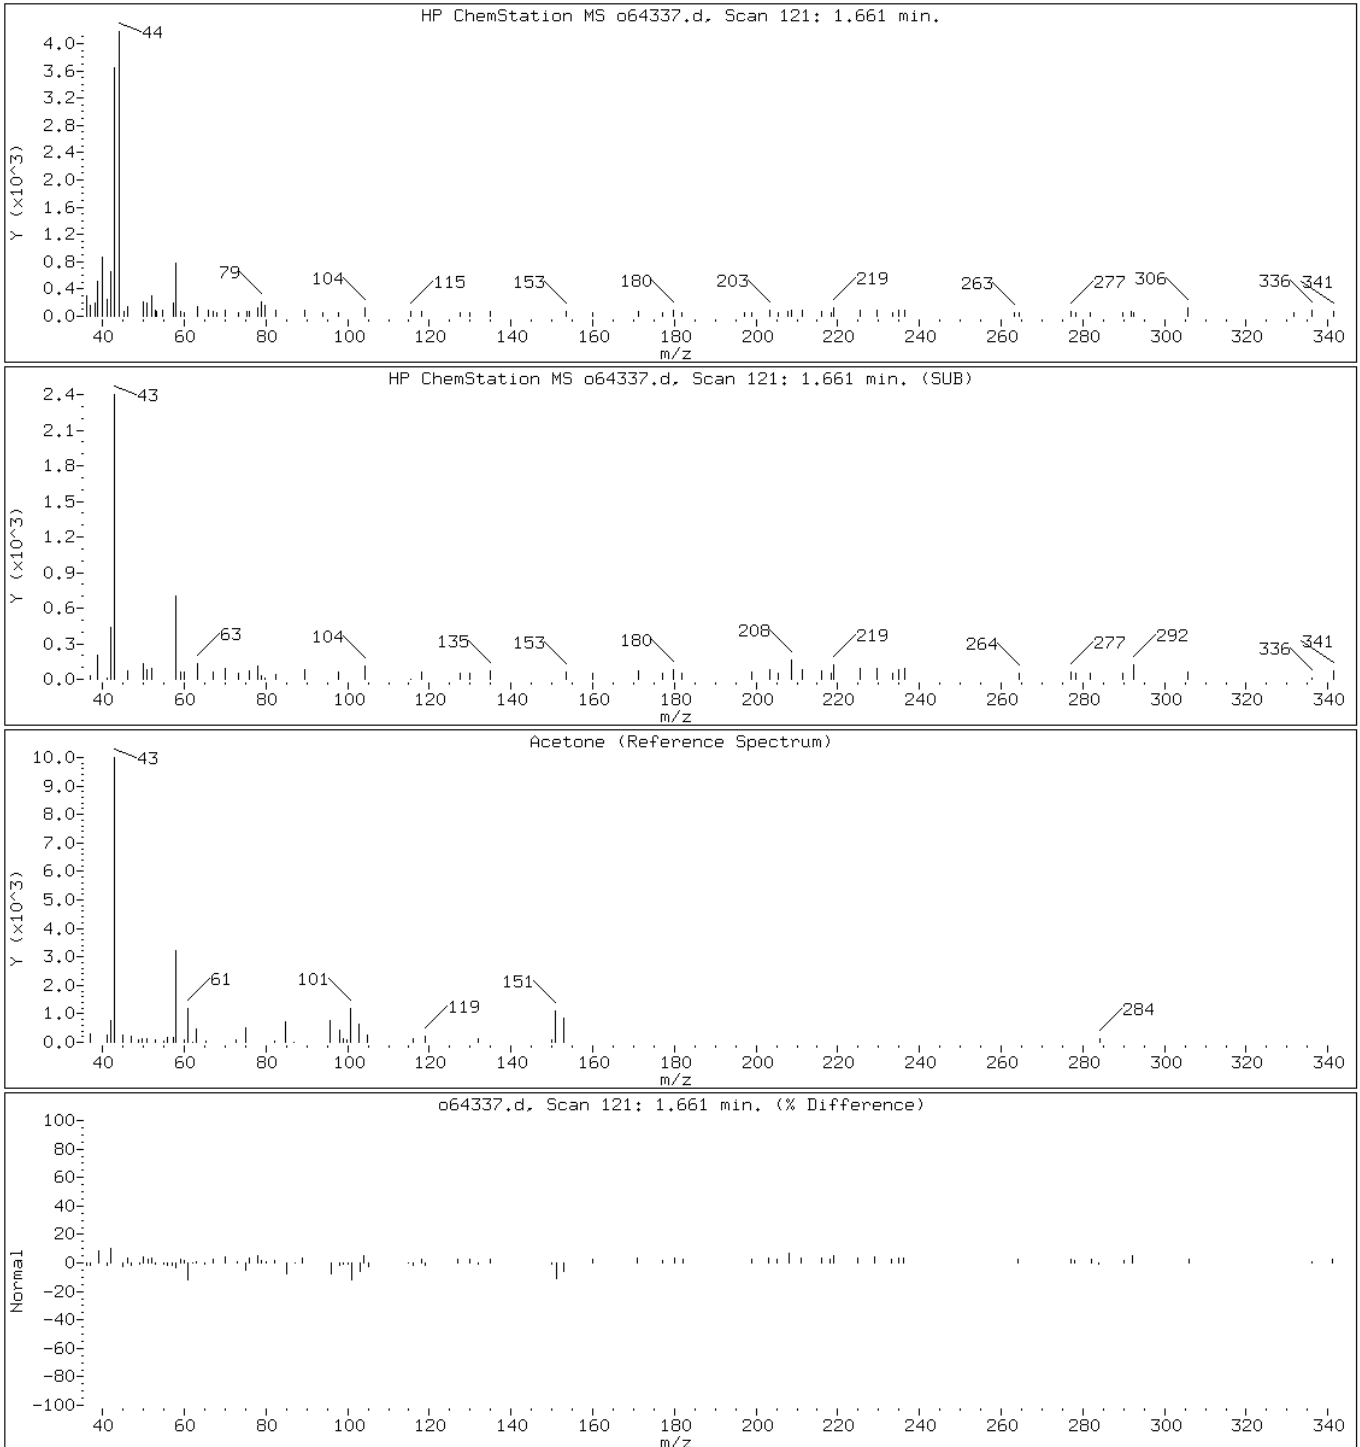 HP ChemStation MS o64337.d, Scan 121: 1.661 min.
44
4.0
3.6
3.2
2.8
2.4
2.0
1.6
1.2
0.8
0.4
0.0
Y (x10^3)
79 104 115 153 180 203 219 263 277 306 336 341
40 60 80 100 120 140 160 180 200 220 240 260 280 300 320 340
m/z
HP ChemStation MS o64337.d, Scan 121: 1.661 min. (SUB)
43
2.4
2.1
1.8
1.5
1.2
0.9
0.6
0.3
0.0
Y (x10^3)
63 104 135 153 180 208 219 264 277 292 336 341
40 60 80 100 120 140 160 180 200 220 240 260 280 300 320 340
m/z
Acetone (Reference Spectrum)
43
10.0
9.0
8.0
7.0
6.0
5.0
4.0
3.0
2.0
1.0
0.0
Y (x10^3)
61 101 119 151 284
40 60 80 100 120 140 160 180 200 220 240 260 280 300 320 340
m/z
o64337.d, Scan 121: 1.661 min. (% Difference)
100
80
60
40
20
0
-20
-40
-60
-80
-100
Normal
40 60 80 100 120 140 160 180 200 220 240 260 280 300 320 340
m/z